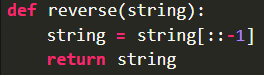 def reverse(string):
    string = string[::-1]
    return string